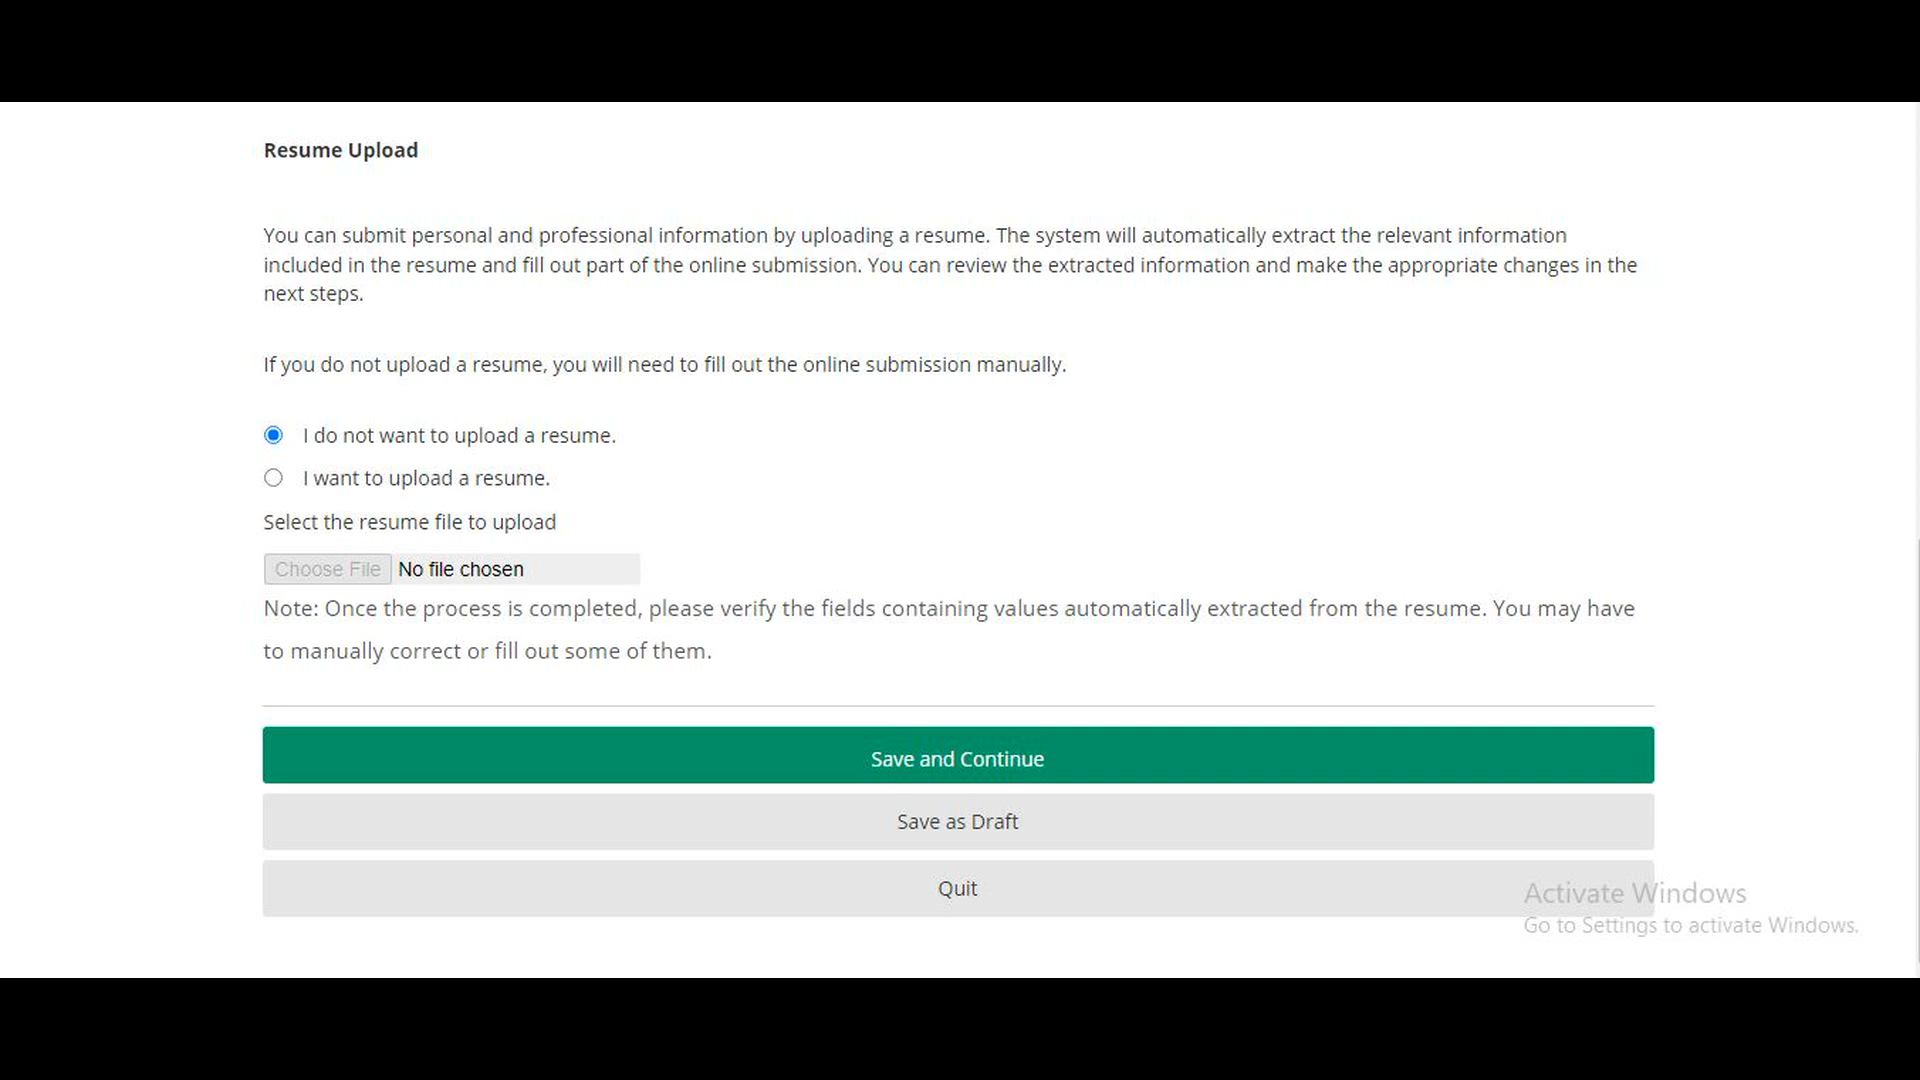 Resume Upload
You can submit personal and professional information by uploading a resume. The system will automatically extract the relevant information
included in the resume and fill out part of the online submission. You can review the extracted information and make the appropriate changes in the
next steps.
If you do not upload a resume, you will need to fill out the online submission manually.
I do not want to upload a resume.
I want to upload a resume.
Select the resume file to upload
Choose File No file chosen
Note: Once the process is completed, please verify the fields containing values automatically extracted from the resume. You may have
to manually correct or fill out some of them.
Save and Continue
Save as Draft
Quit
Activate Windows
Go to Settings to activate Windows.